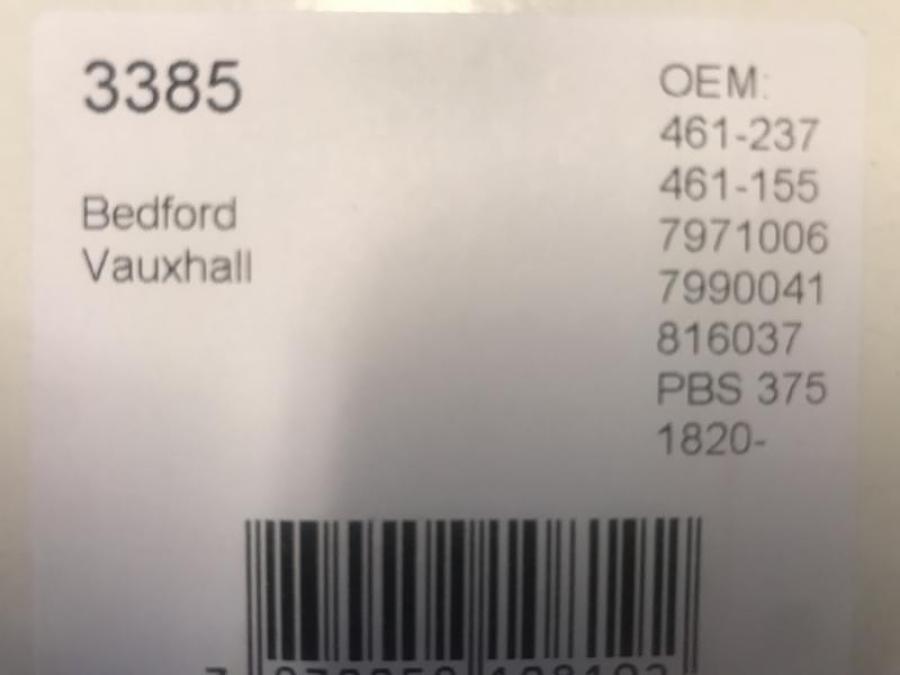 3385
Bedford
Vauxhall
OEM:
461-237
461-155
7971006
7990041
816037
PBS 375
1820-